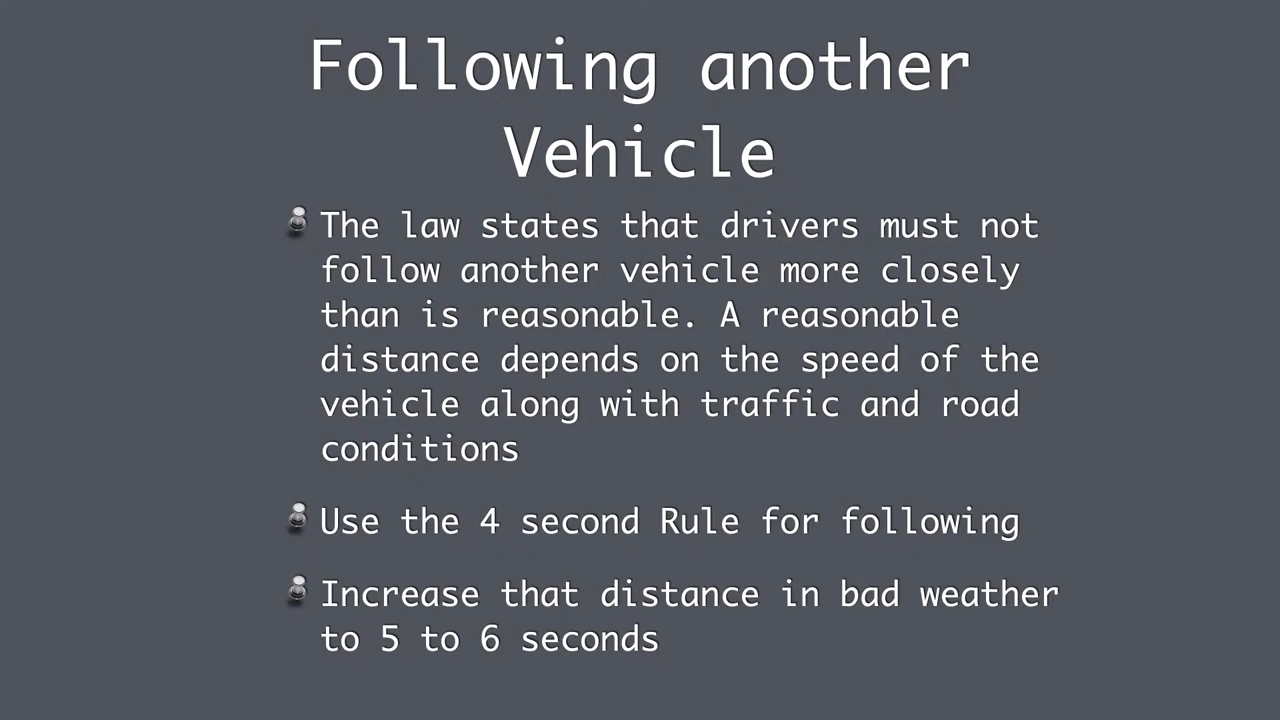 Following another
Vehicle
The law states that drivers must not
follow another vehicle more closely
than is reasonable. A reasonable
distance depends on the speed of the
vehicle along with traffic and road
conditions
Use the 4 second Rule for following
Increase that distance in bad weather
to 5 to 6 seconds